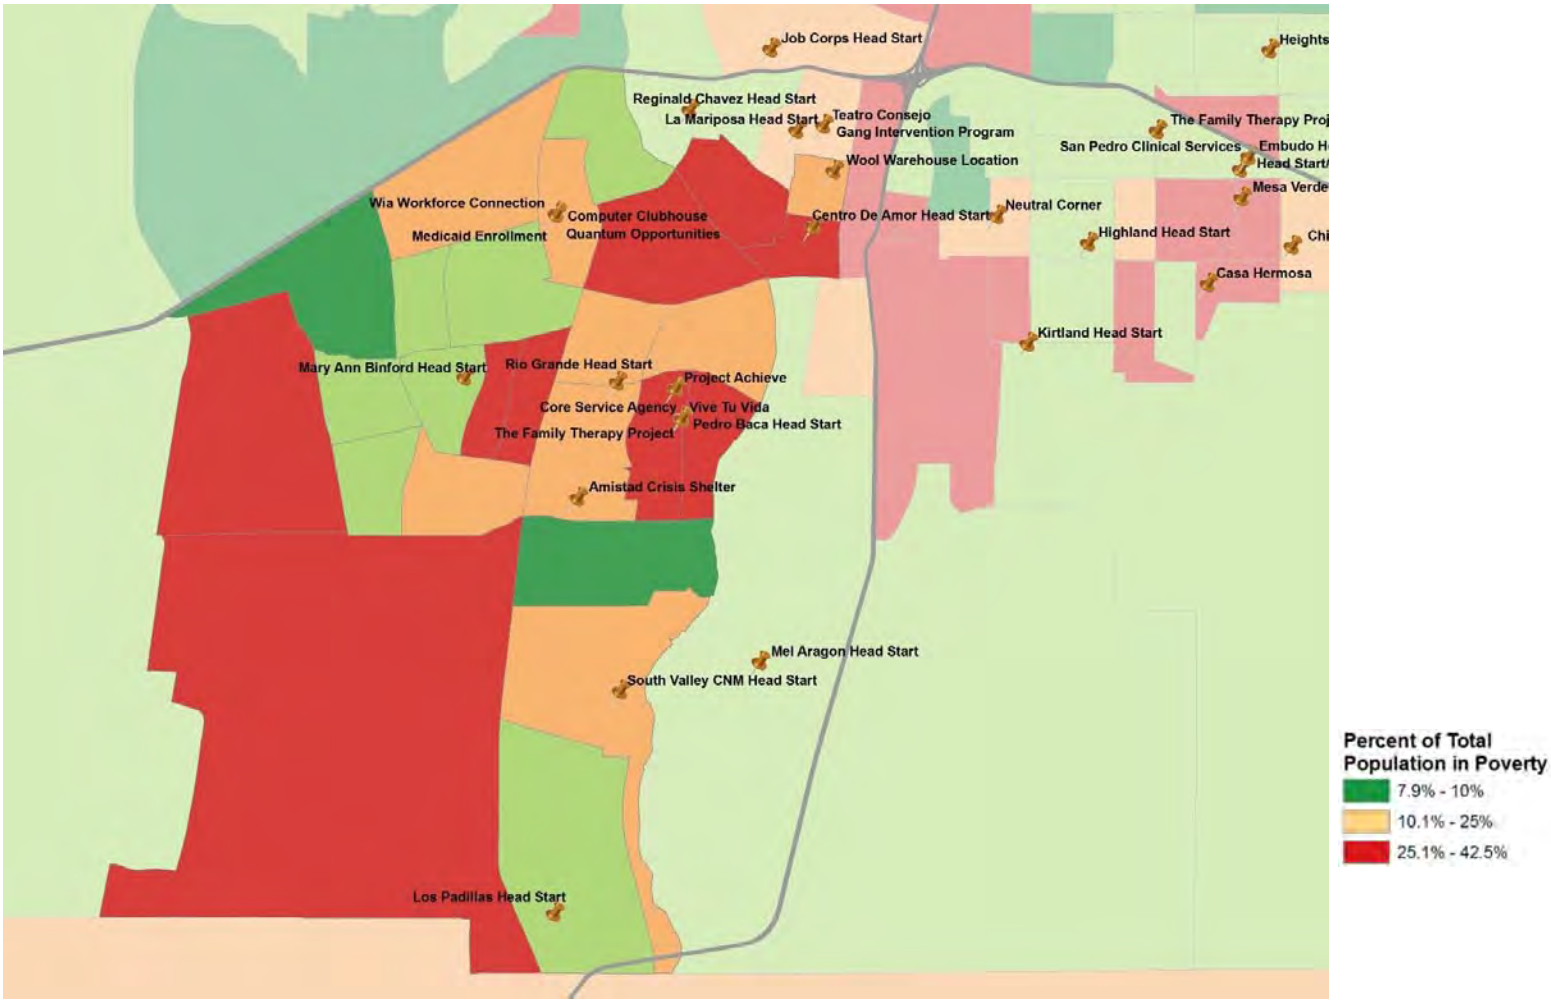 Job Corps Head Start
Heights
Reginald Chavez Head Start
La Mariposa Head Start
Teatro Consejo
Gang Intervention Program
The Family Therapy Proj
San Pedro Clinical Services
Embudo H
Head Start/
Wool Warehouse Location
Mesa Verde
Wia Workforce Connection
Computer Clubhouse
Centro De Amor Head Start
Neutral Corner
Medicaid Enrollment
Quantum Opportunities
Highland Head Start
Chi
Casa Hermosa
Kirtland Head Start
Mary Ann Binford Head Start
Rio Grande Head Start
Project Achieve
Core Service Agency
Vive Tu Vida
The Family Therapy Project
Pedro Baca Head Start
Amistad Crisis Shelter
Mel Aragon Head Start
South Valley CNM Head Start
Los Padillas Head Start
Percent of Total
Population in Poverty
7.9% - 10%
10.1% - 25%
25.1% - 42.5%